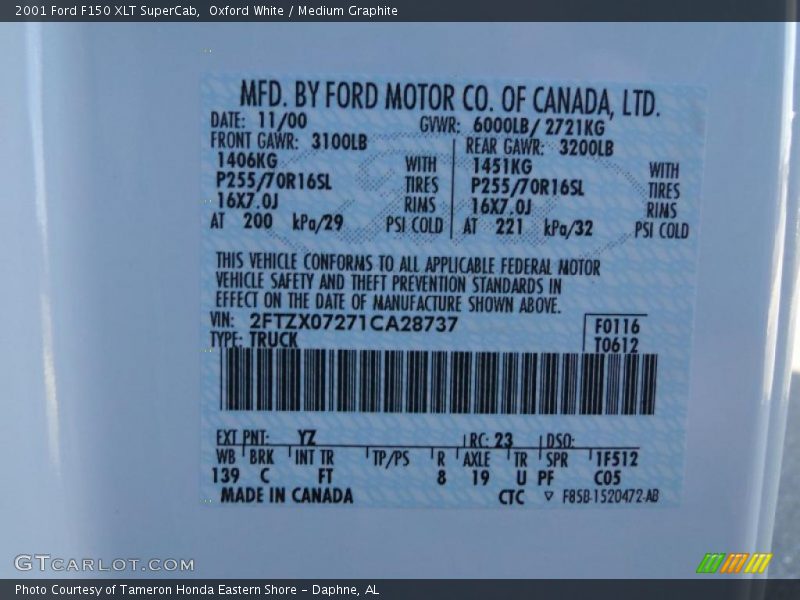 2001 Ford F150 XLT SuperCab,  Oxford White / Medium Graphite
MFD. BY FORD MOTOR CO. OF CANADA, LTD.
DATE: 11/00 GVWR: 6000LB/ 2721KG
FRONT GAWR: 3100LB REAR GAWR: 3200LB
1406KG WITH 1451KG WITH
P255/70R16SL TIRES P255/70R16SL TIRES
16X7.0J RIMS 16X7.0J RIMS
AT 200 kPa/29 PSI COLD AT 221 kPa/32 PSI COLD
THIS VEHICLE CONFORMS TO ALL APPLICABLE FEDERAL MOTOR
VEHICLE SAFETY AND THEFT PREVENTION STANDARDS IN
EFFECT ON THE DATE OF MANUFACTURE SHOWN ABOVE.
VIN: 2FTZX07271CA28737 F0116
TYPE: TRUCK T0612
EXT PNT: YZ RC: 23 DSO:
WB BRK INT TR TP/PS R AXLE TR SPR 1F512
139 C FT 8 19 U PF C05
MADE IN CANADA CTC ▽ F85B-1520472-AB
GTCARLOT.COM
Photo Courtesy of Tameron Honda Eastern Shore – Daphne, AL